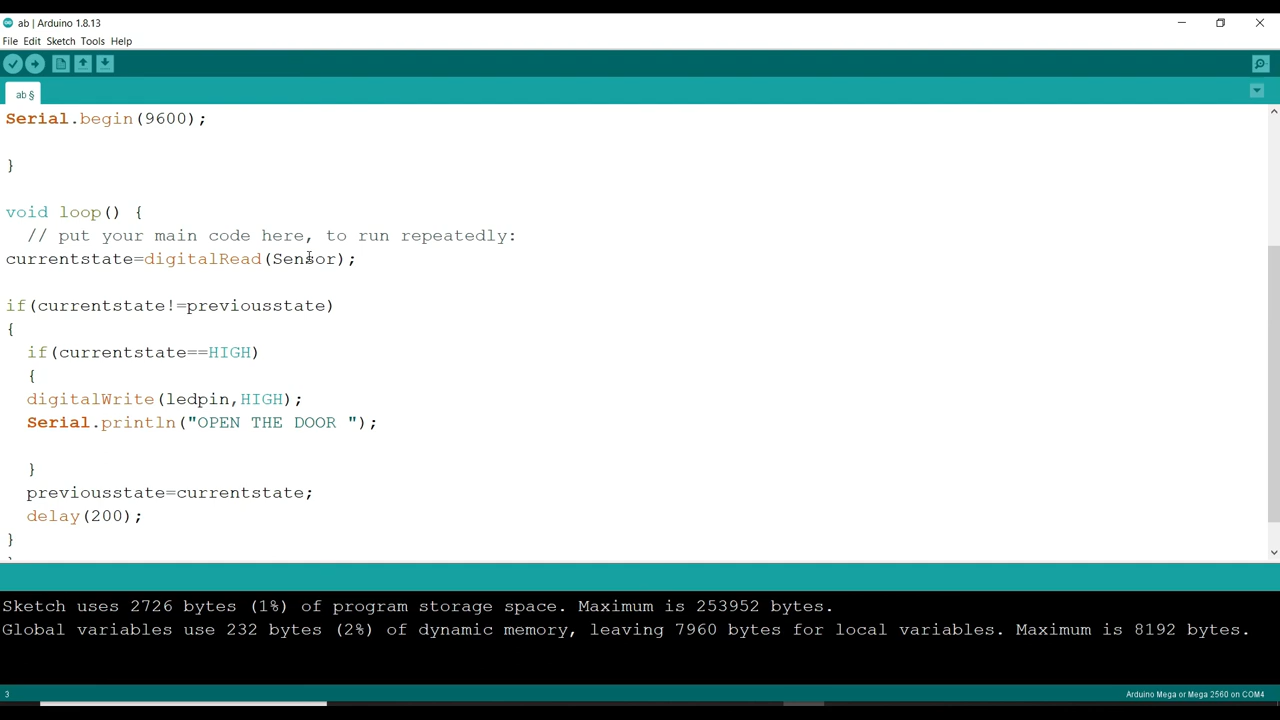 ab | Arduino 1.8.13
File Edit Sketch Tools Help
ab §
Serial.begin(9600);
}
void loop() {
// put your main code here, to run repeatedly:
currentstate=digitalRead(Sensor);
if(currentstate!=previousstate)
{
if(currentstate==HIGH)
{
digitalWrite(ledpin,HIGH);
Serial.println("OPEN THE DOOR ");
}
previousstate=currentstate;
delay(200);
}
Sketch uses 2726 bytes (1%) of program storage space. Maximum is 253952 bytes.
Global variables use 232 bytes (2%) of dynamic memory, leaving 7960 bytes for local variables. Maximum is 8192 bytes.
3
Arduino Mega or Mega 2560 on COM4